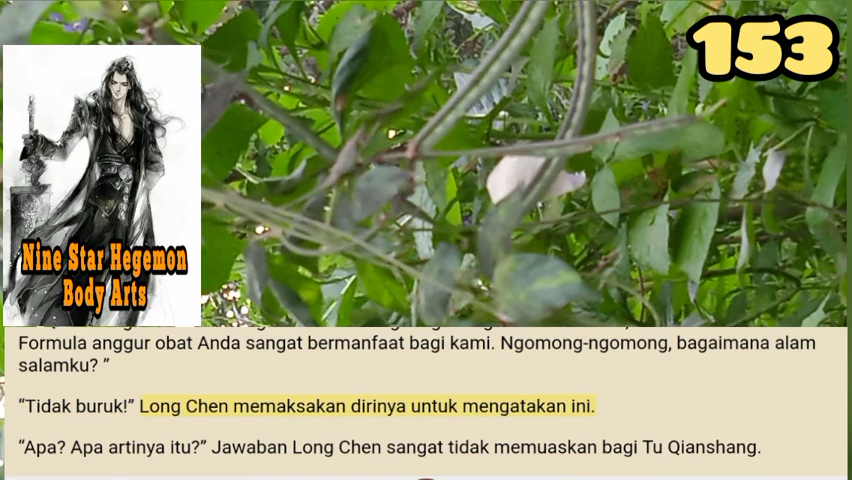 153
Nine Star Hegemon
Body Arts
Formula anggur obat Anda sangat bermanfaat bagi kami. Ngomong-ngomong, bagaimana alam
salamku? ”
“Tidak buruk!” Long Chen memaksakan dirinya untuk mengatakan ini.
“Apa? Apa artinya itu?” Jawaban Long Chen sangat tidak memuaskan bagi Tu Qianshang.